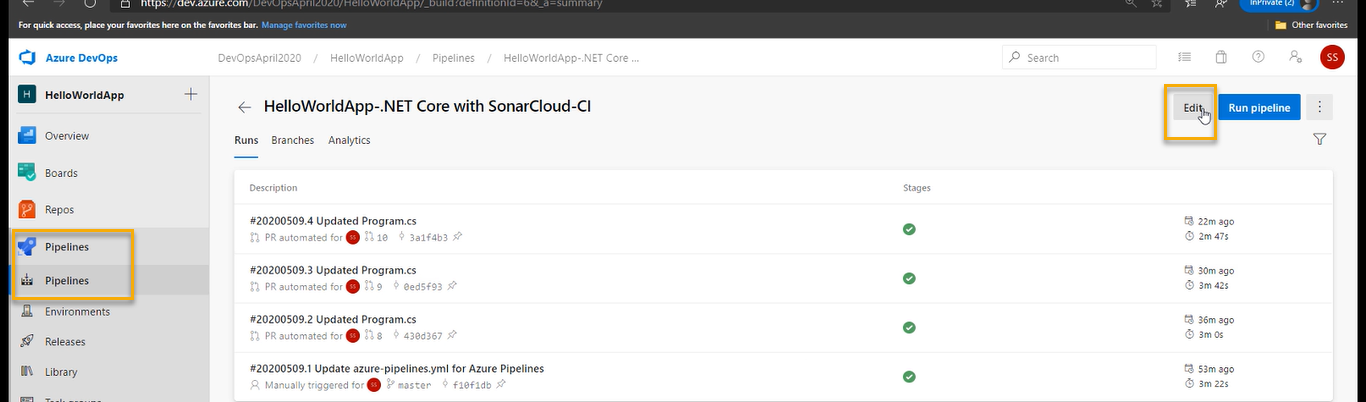 https://dev.azure.com/DevOpsApril2020/HelloWorldApp/_build?definitionId=6&_a=summary
InPrivate (2)
For quick access, place your favorites here on the favorites bar. Manage favorites now
Other favorites
Azure DevOps
DevOpsApril2020 / HelloWorldApp / Pipelines / HelloWorldApp-.NET Core ...
Search
SS
H HelloWorldApp
HelloWorldApp-.NET Core with SonarCloud-CI
Edit
Run pipeline
Overview
Boards
Repos
Pipelines
Pipelines
Environments
Releases
Library
Task groups
Runs Branches Analytics
Description Stages
#20200509.4 Updated Program.cs 22m ago
PR automated for SS 10 3a1f4b3 2m 47s
#20200509.3 Updated Program.cs 30m ago
PR automated for SS 9 0ed5f93 3m 42s
#20200509.2 Updated Program.cs 36m ago
PR automated for SS 8 430d367 3m 0s
#20200509.1 Update azure-pipelines.yml for Azure Pipelines 53m ago
Manually triggered for SS master f10f1db 3m 22s